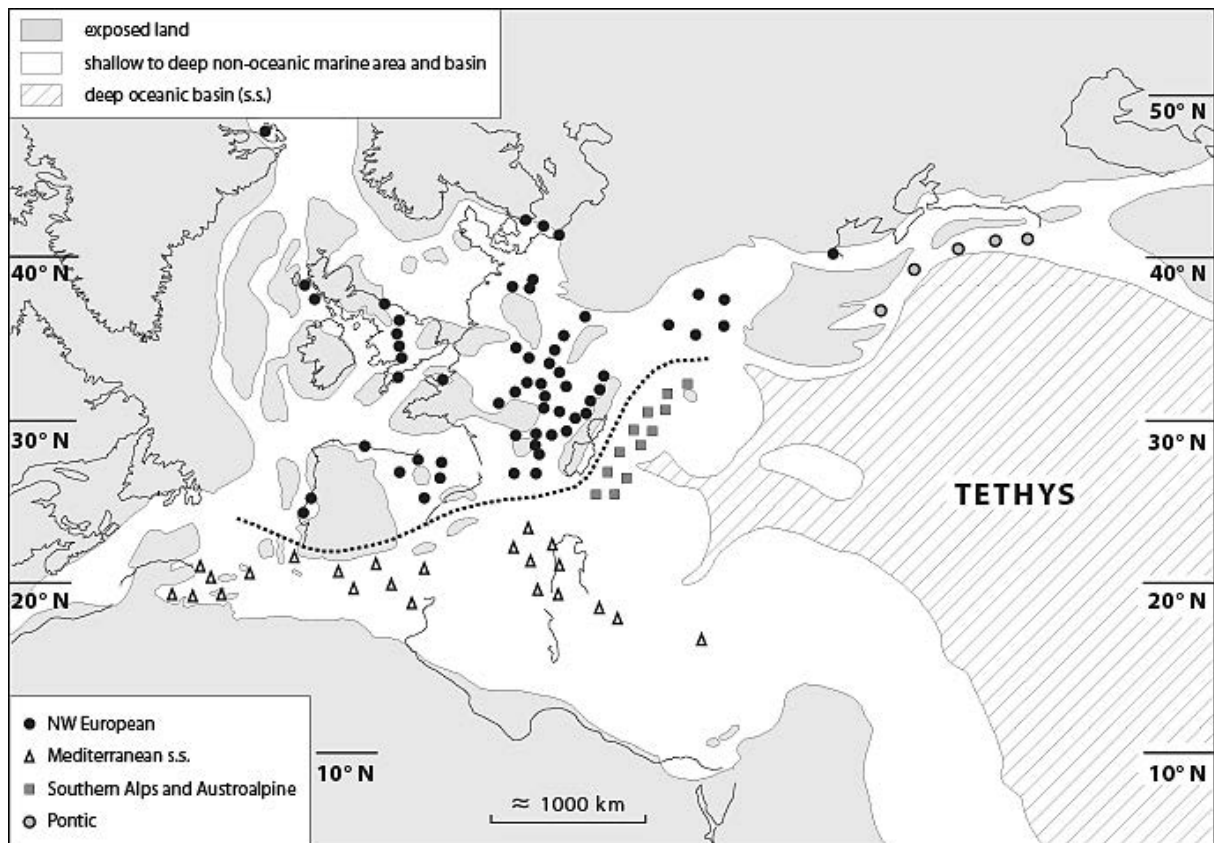 exposed land
shallow to deep non-oceanic marine area and basin
deep oceanic basin (s.s.)
50° N
40° N
40° N
30° N
30° N
TETHYS
20° N
20° N
NW European
Mediterranean s.s.
Southern Alps and Austroalpine
Pontic
10° N
10° N
≈ 1000 km